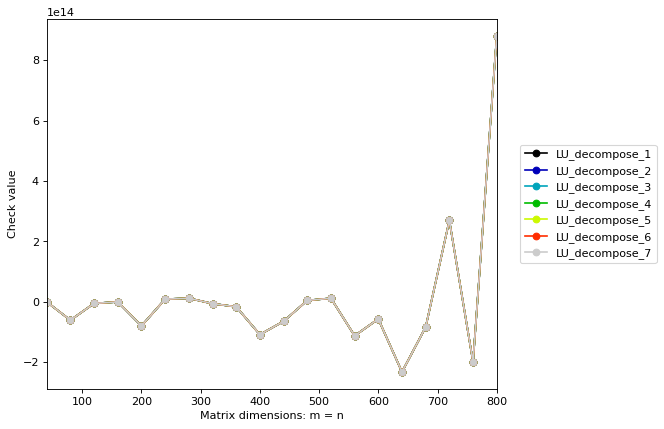 1e14
8
6
4
2
0
−2
Check value
100 200 300 400 500 600 700 800
Matrix dimensions: m = n
LU_decompose_1
LU_decompose_2
LU_decompose_3
LU_decompose_4
LU_decompose_5
LU_decompose_6
LU_decompose_7